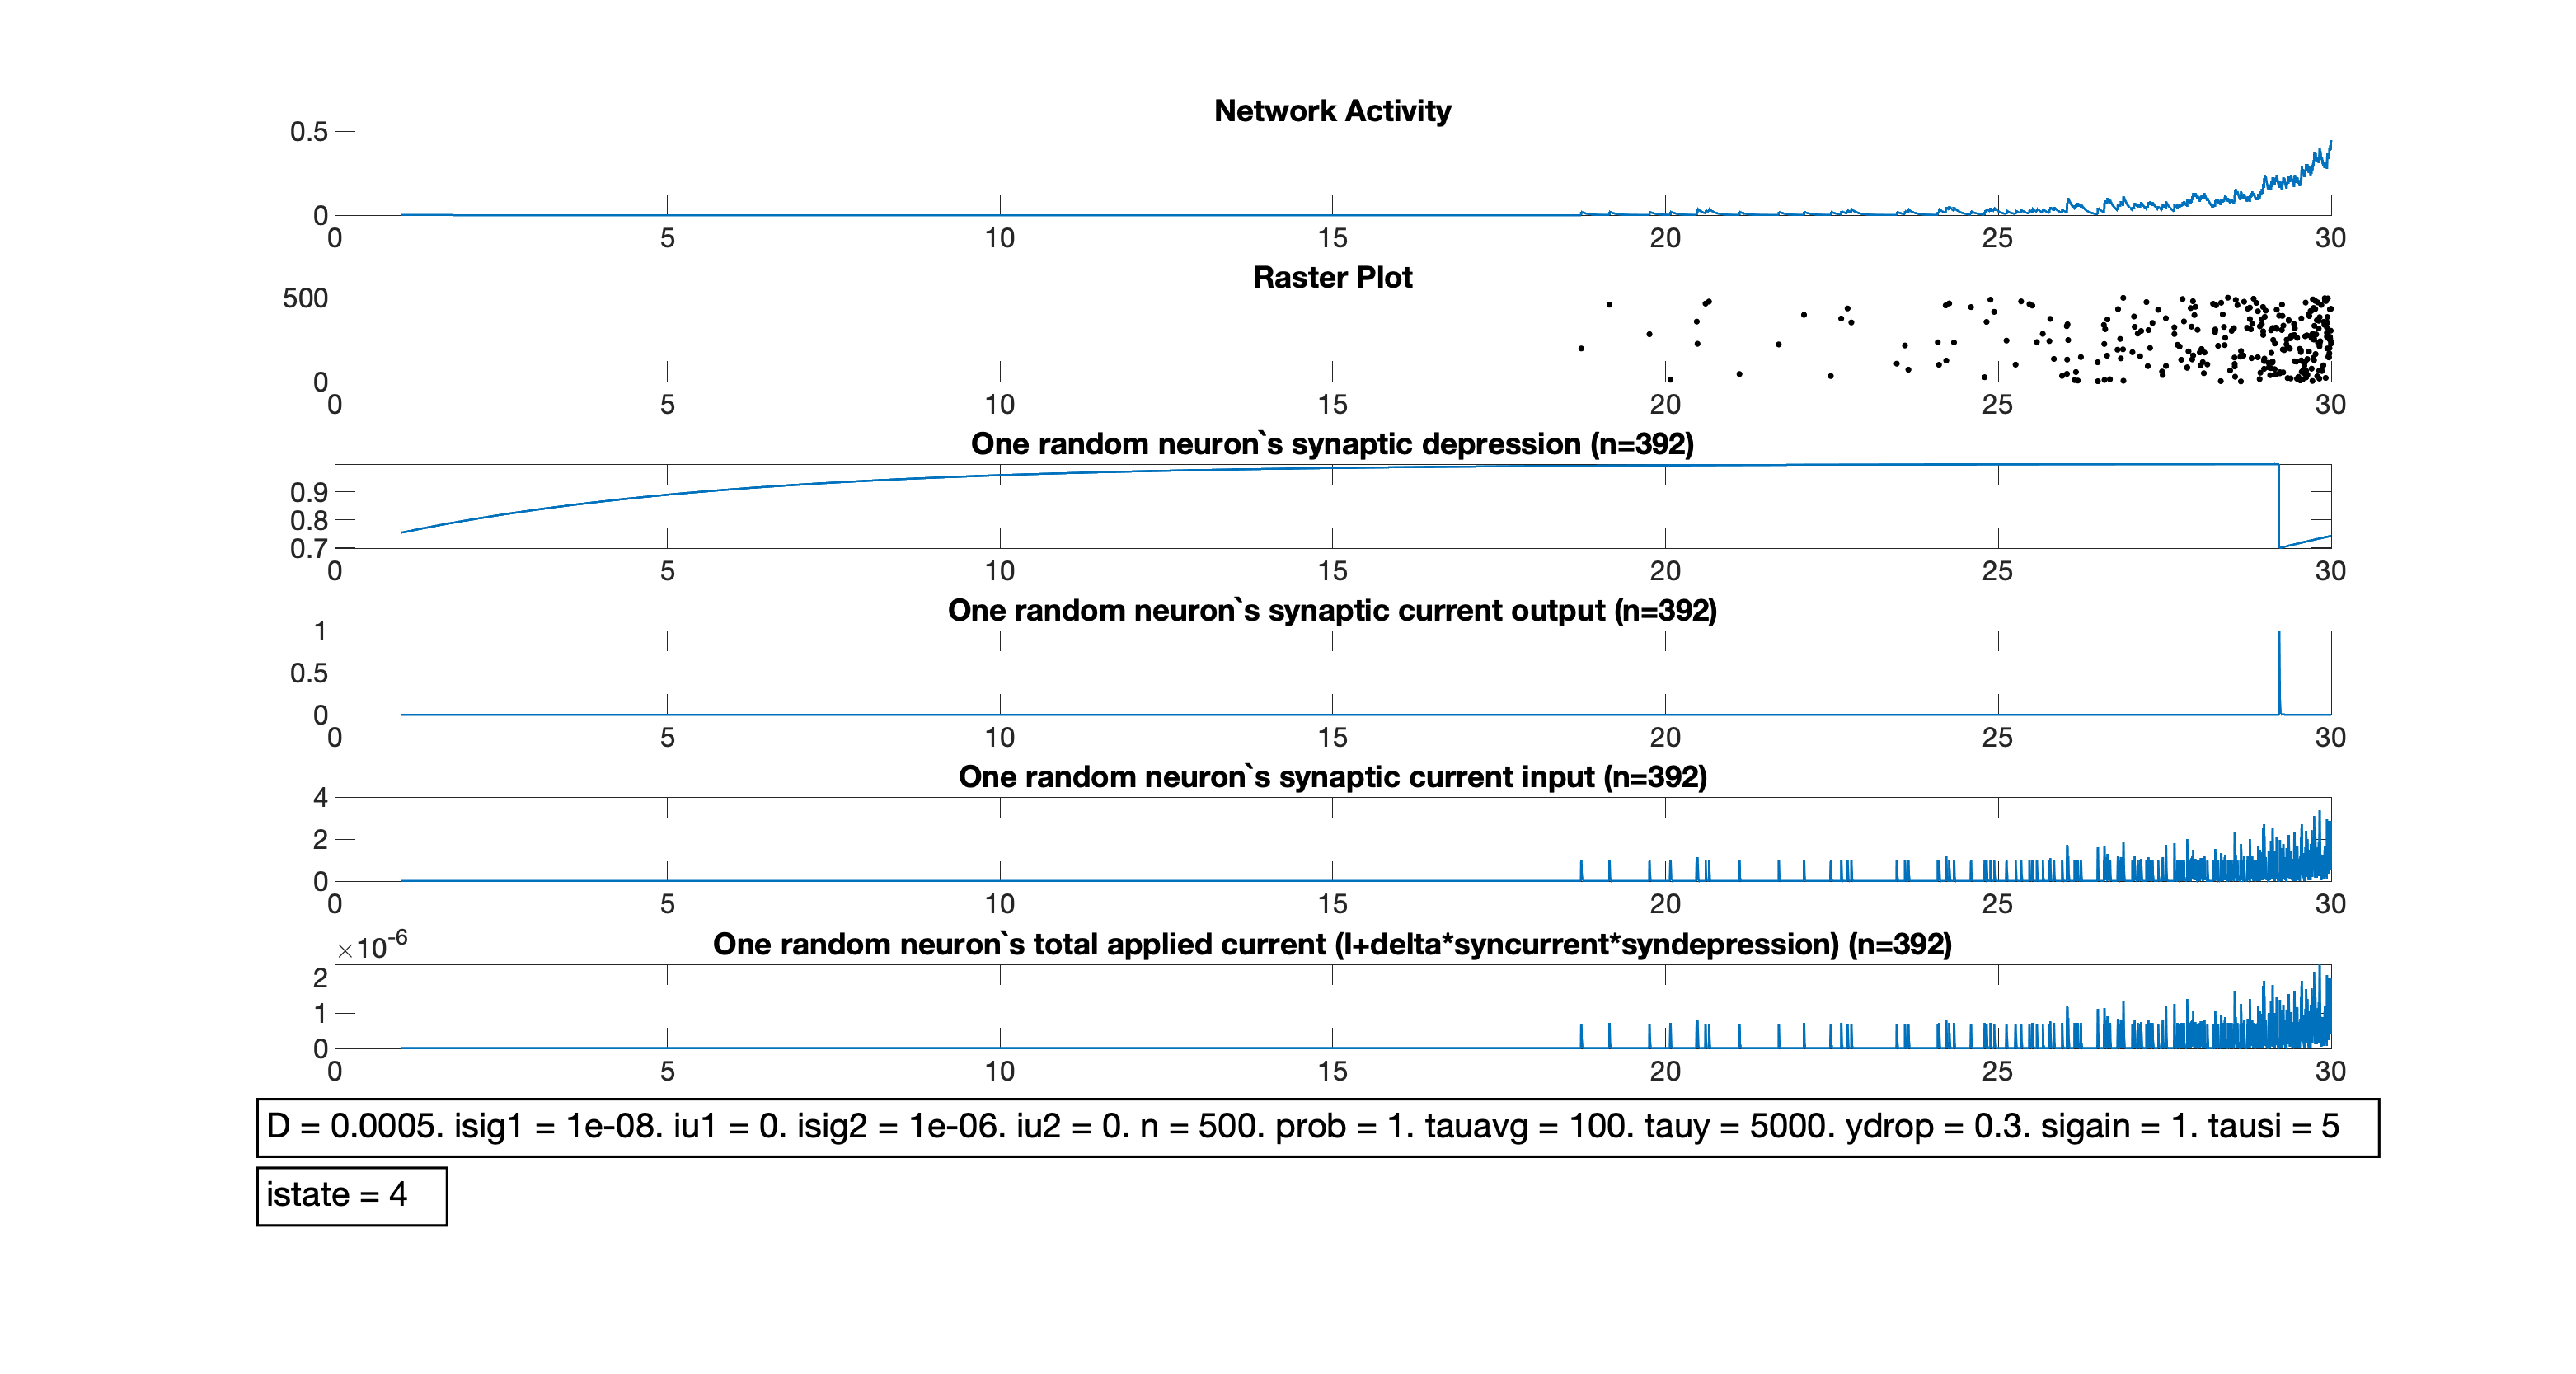 Network Activity
0.5
0
0 5 10 15 20 25 30
Raster Plot
500
0
0 5 10 15 20 25 30
One random neuron`s synaptic depression (n=392)
0.9
0.8
0.7
0 5 10 15 20 25 30
One random neuron`s synaptic current output (n=392)
1
0.5
0
0 5 10 15 20 25 30
One random neuron`s synaptic current input (n=392)
4
2
0
0 5 10 15 20 25 30
×10⁻⁶ One random neuron`s total applied current (I+delta*syncurrent*syndepression) (n=392)
2
1
0
0 5 10 15 20 25 30
D = 0.0005. isig1 = 1e-08. iu1 = 0. isig2 = 1e-06. iu2 = 0. n = 500. prob = 1. tauavg = 100. tauy = 5000. ydrop = 0.3. sigain = 1. tausi = 5
istate = 4